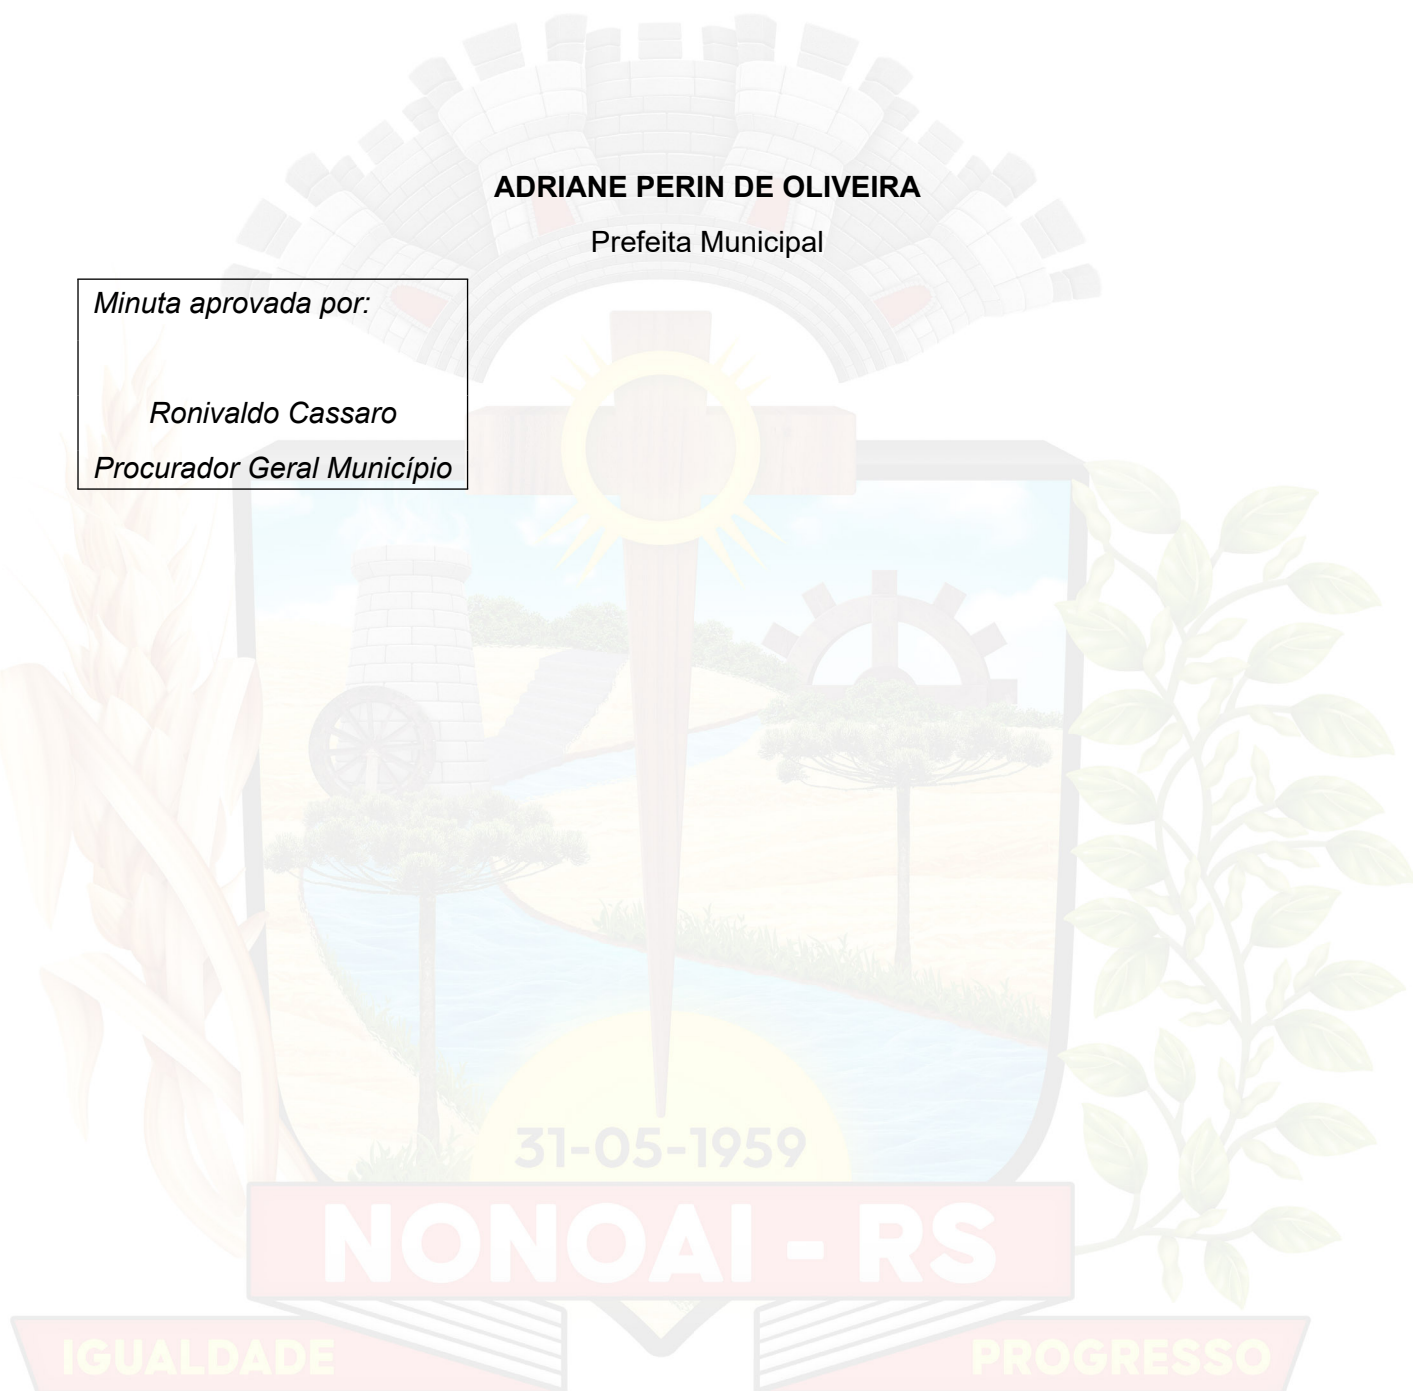 ADRIANE PERIN DE OLIVEIRA
Prefeita Municipal
Minuta aprovada por:
Ronivaldo Cassaro
Procurador Geral Município
31-05-1959
NONOAI - RS
IGUALDADE
PROGRESSO